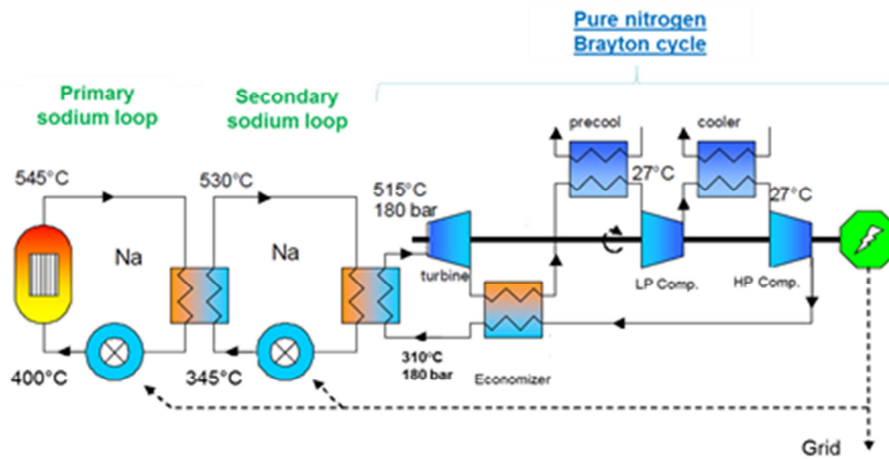 Pure nitrogen
Brayton cycle
Primary
sodium loop
Secondary
sodium loop
precool
cooler
545°C
530°C
515°C
180 bar
27°C
27°C
Na
Na
turbine
LP Comp.
HP Comp.
400°C
345°C
310°C
180 bar
Economizer
Grid